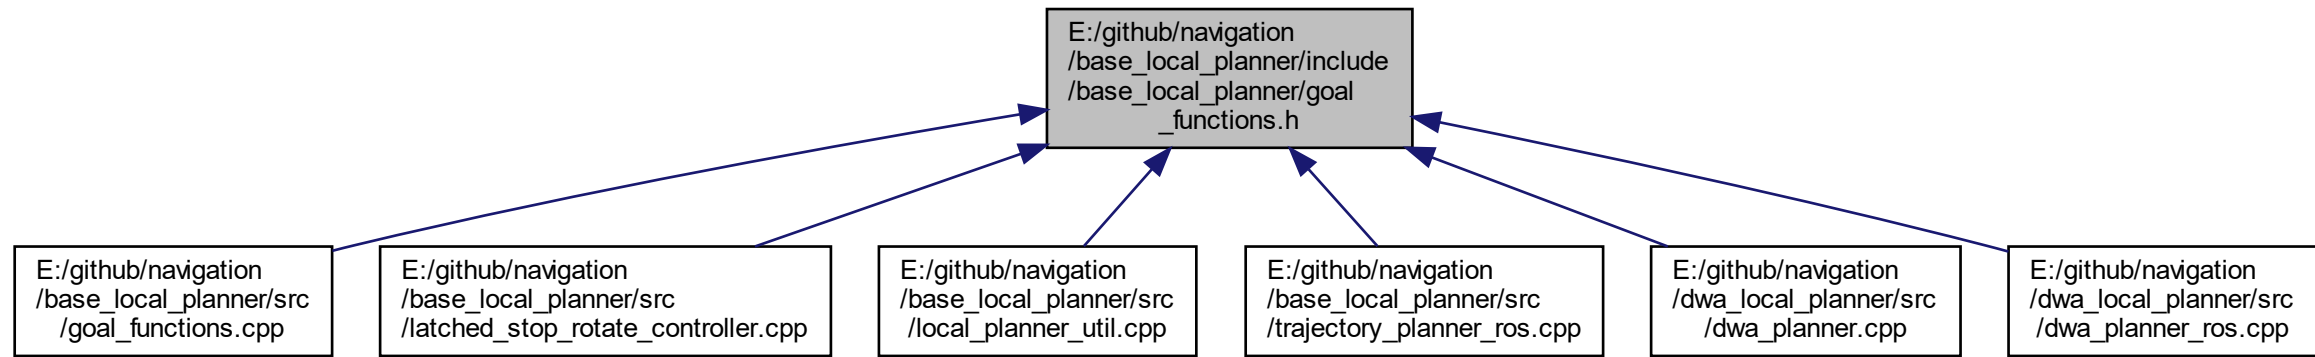 E:/github/navigation
/base_local_planner/include
/base_local_planner/goal
_functions.h
E:/github/navigation
/base_local_planner/src
/goal_functions.cpp
E:/github/navigation
/base_local_planner/src
/latched_stop_rotate_controller.cpp
E:/github/navigation
/base_local_planner/src
/local_planner_util.cpp
E:/github/navigation
/base_local_planner/src
/trajectory_planner_ros.cpp
E:/github/navigation
/dwa_local_planner/src
/dwa_planner.cpp
E:/github/navigation
/dwa_local_planner/src
/dwa_planner_ros.cpp